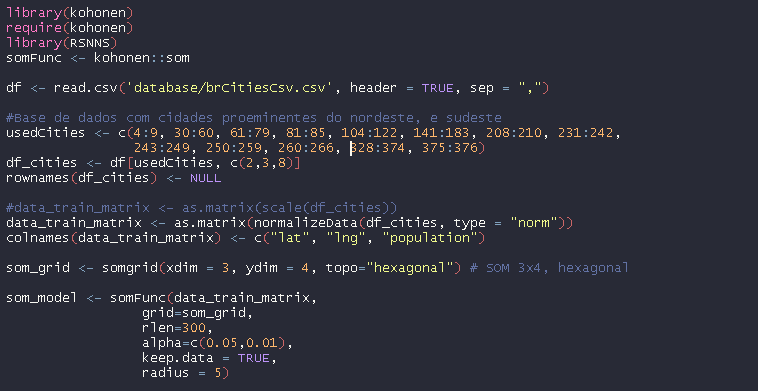 library(kohonen)
require(kohonen)
library(RSNNS)
somFunc <- kohonen::som
df <- read.csv('database/brCitiesCsv.csv', header = TRUE, sep = ",")
#Base de dados com cidades proeminentes do nordeste, e sudeste
usedCities <- c(4:9, 30:60, 61:79, 81:85, 104:122, 141:183, 208:210, 231:242,
243:249, 250:259, 260:266, 328:374, 375:376)
df_cities <- df[usedCities, c(2,3,8)]
rownames(df_cities) <- NULL
#data_train_matrix <- as.matrix(scale(df_cities))
data_train_matrix <- as.matrix(normalizeData(df_cities, type = "norm"))
colnames(data_train_matrix) <- c("lat", "lng", "population")
som_grid <- somgrid(xdim = 3, ydim = 4, topo="hexagonal") # SOM 3x4, hexagonal
som_model <- somFunc(data_train_matrix,
grid=som_grid,
rlen=300,
alpha=c(0.05,0.01),
keep.data = TRUE,
radius = 5)